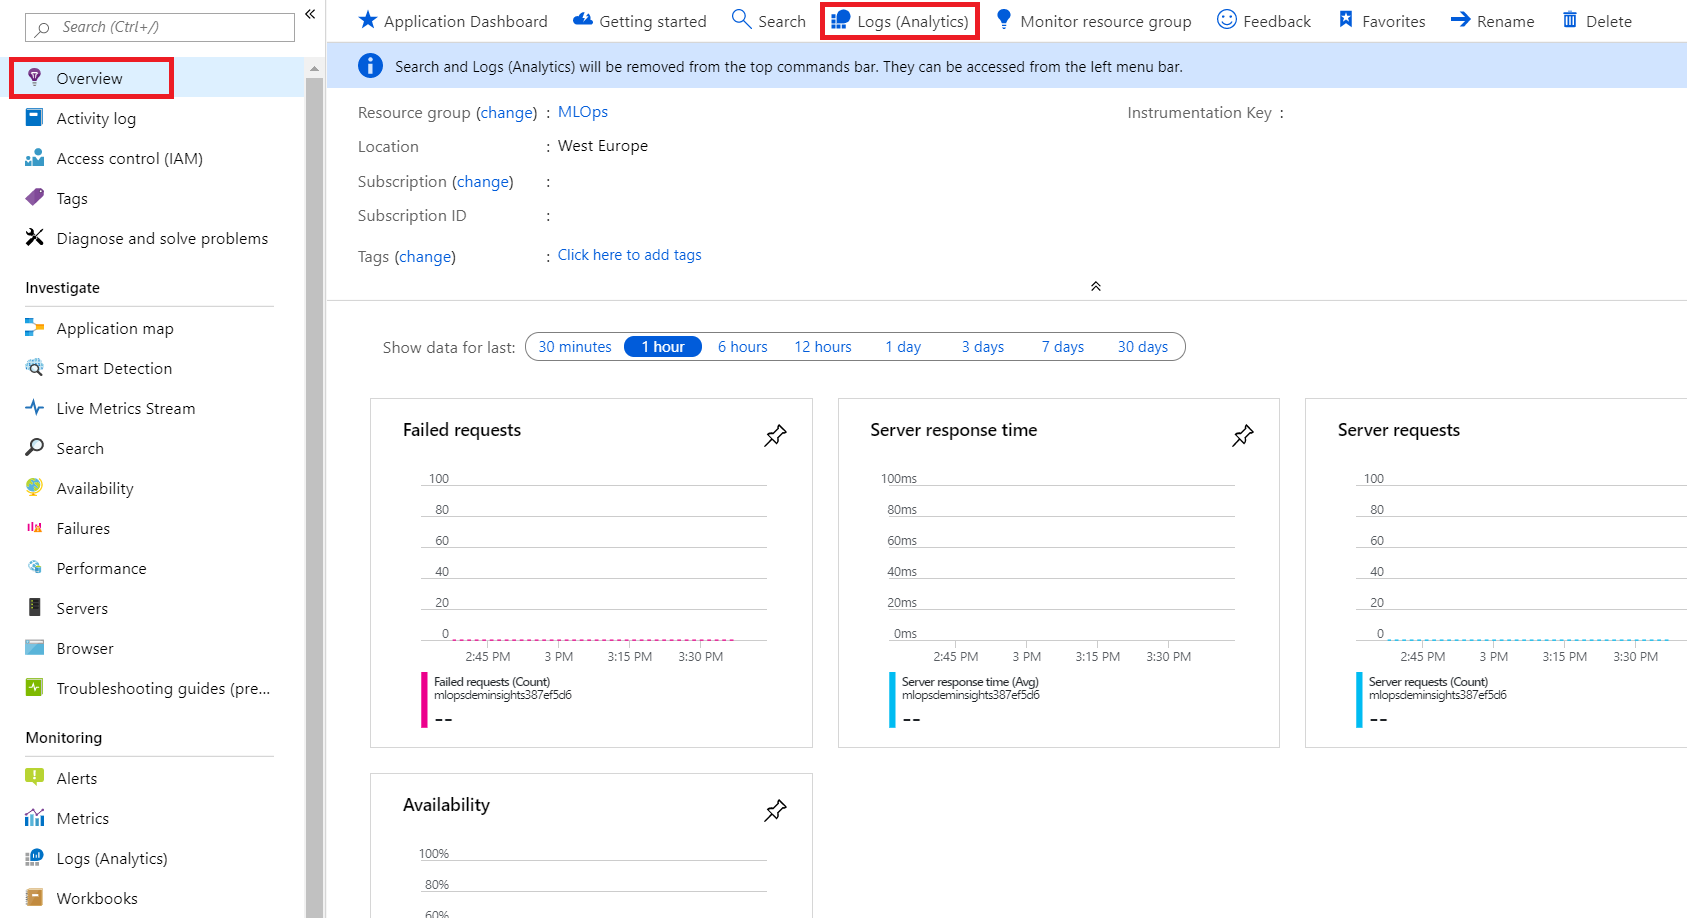 Search (Ctrl+/)
«
Overview
Activity log
Access control (IAM)
Tags
Diagnose and solve problems
Investigate
Application map
Smart Detection
Live Metrics Stream
Search
Availability
Failures
Performance
Servers
Browser
Troubleshooting guides (pre...
Monitoring
Alerts
Metrics
Logs (Analytics)
Workbooks
Application Dashboard Getting started Search Logs (Analytics) Monitor resource group Feedback Favorites Rename Delete
Search and Logs (Analytics) will be removed from the top commands bar. They can be accessed from the left menu bar.
Resource group (change) : MLOps
Location : West Europe
Subscription (change) :
Subscription ID :
Tags (change) : Click here to add tags
Instrumentation Key :
Show data for last: 30 minutes 1 hour 6 hours 12 hours 1 day 3 days 7 days 30 days
Failed requests
100
80
60
40
20
0
2:45 PM 3 PM 3:15 PM 3:30 PM
Failed requests (Count)
mlopsdeminsights387ef5d6
--
Server response time
100ms
80ms
60ms
40ms
20ms
0ms
2:45 PM 3 PM 3:15 PM 3:30 PM
Server response time (Avg)
mlopsdeminsights387ef5d6
--
Server requests
100
80
60
40
20
0
2:45 PM 3 PM 3:15 PM 3:30 PM
Server requests (Count)
mlopsdeminsights387ef5d6
--
Availability
100%
80%
60%